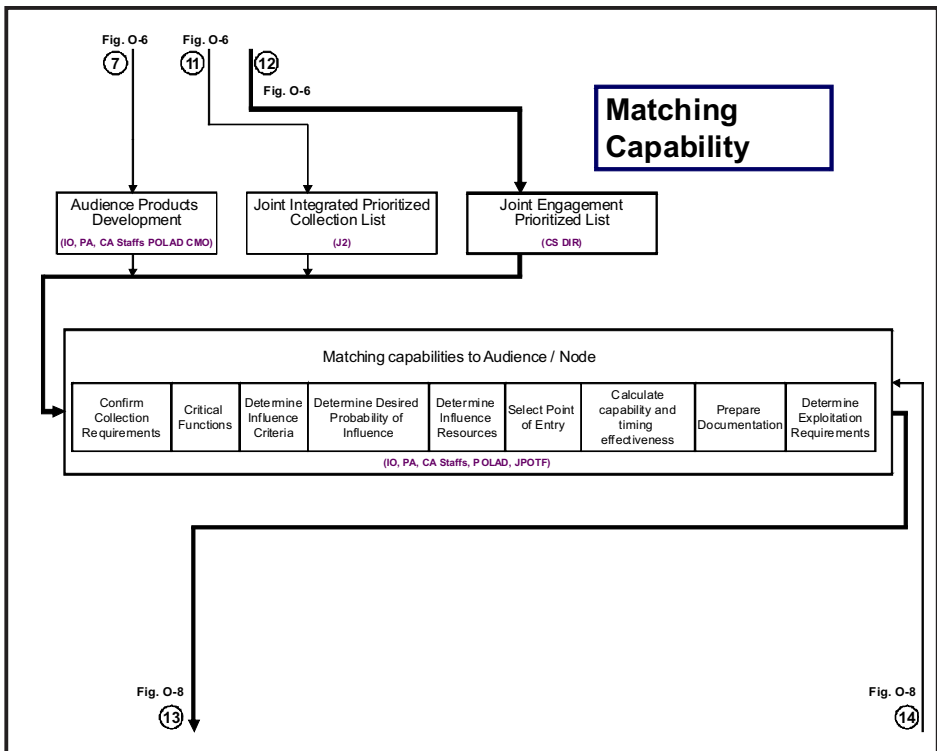 Fig. O-6
7
Fig. O-6
11
12
Fig. O-6
Matching
Capability
Audience Products
Development
(IO, PA, CA Staffs POLAD CMO)
Joint Integrated Prioritized
Collection List
(J2)
Joint Engagement
Prioritized List
(CS DIR)
Matching capabilities to Audience / Node
Confirm
Collection
Requirements
Critical
Functions
Determine
Influence
Criteria
Determine Desired
Probability of
Influence
Determine
Influence
Resources
Select Point
of Entry
Calculate
capability and
timing
effectiveness
Prepare
Documentation
Determine
Exploitation
Requirements
(IO, PA, CA Staffs, POLAD, JPOTF)
Fig. O-8
13
Fig. O-8
14